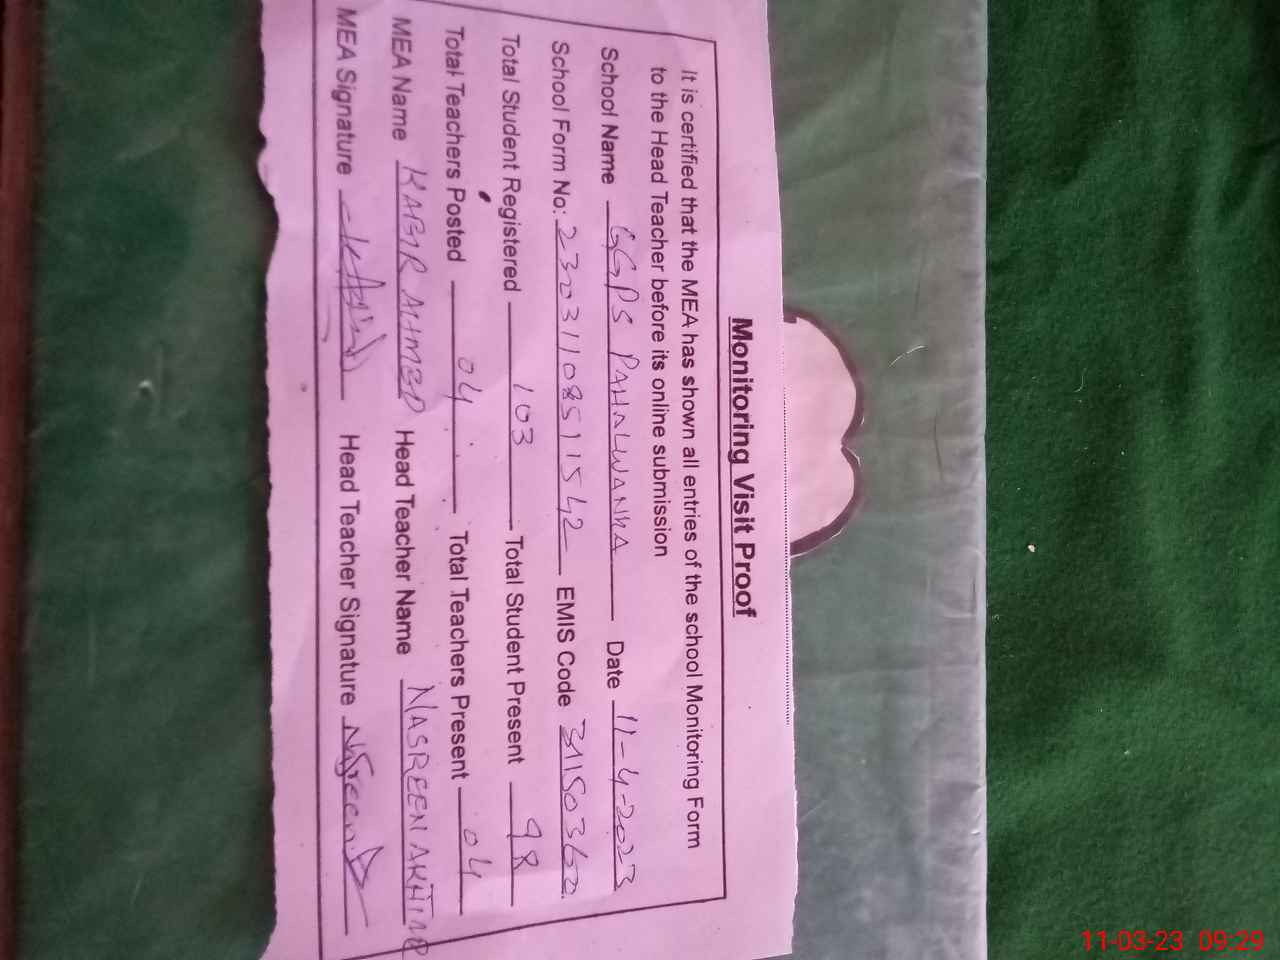 Monitoring Visit Proof
It is certified that the MEA has shown all entries of the school Monitoring Form
to the Head Teacher before its online submission
School Name GGPS PAHALWANKA Date 11-4-2023
School Form No: 23031108511542 EMIS Code 31150360
Total Student Registered 103 Total Student Present 98
Total Teachers Posted 04 Total Teachers Present 04
MEA Name KABIR AHMED Head Teacher Name NASREEN AKHTAR
MEA Signature Head Teacher Signature Nasreen
11-03-23 09:29